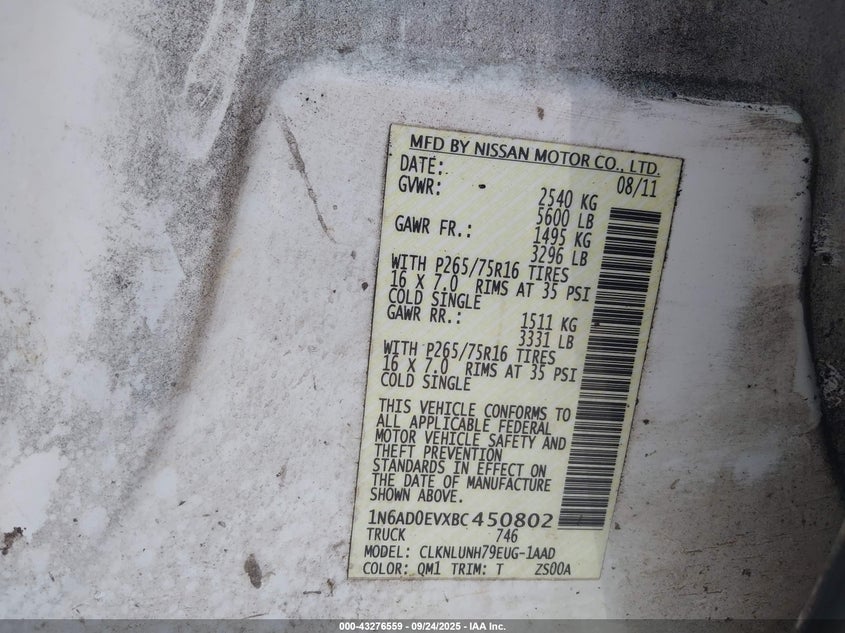 MFD BY NISSAN MOTOR CO., LTD.
DATE: 08/11
GVWR: 2540 KG
5600 LB
GAWR FR.: 1495 KG
3296 LB
WITH P265/75R16 TIRES
16 X 7.0 RIMS AT 35 PSI
COLD SINGLE
GAWR RR.: 1511 KG
3331 LB
WITH P265/75R16 TIRES
16 X 7.0 RIMS AT 35 PSI
COLD SINGLE
THIS VEHICLE CONFORMS TO
ALL APPLICABLE FEDERAL
MOTOR VEHICLE SAFETY AND
THEFT PREVENTION
STANDARDS IN EFFECT ON
THE DATE OF MANUFACTURE
SHOWN ABOVE.
1N6AD0EVXBC450802
TRUCK 746
MODEL: CLKNLUNH79EUG-1AAD
COLOR: QM1 TRIM: T ZS00A
000-43276559 - 09/24/2025 - IAA Inc.